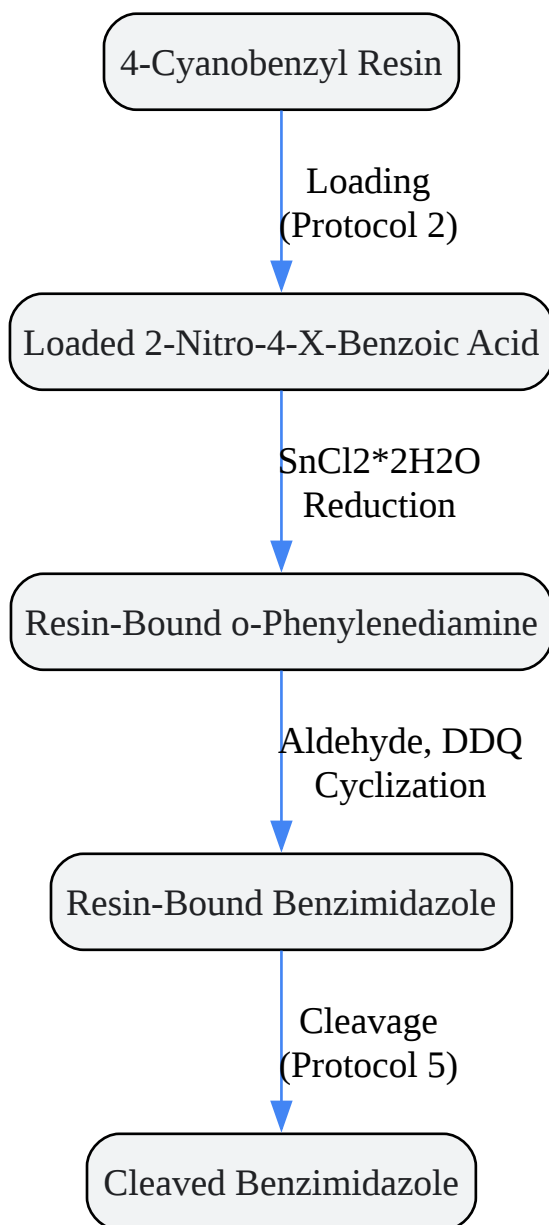 4-Cyanobenzyl Resin
Loading
(Protocol 2)
Loaded 2-Nitro-4-X-Benzoic Acid
SnCl2*2H2O
Reduction
Resin-Bound o-Phenylenediamine
Aldehyde, DDQ
Cyclization
Resin-Bound Benzimidazole
Cleavage
(Protocol 5)
Cleaved Benzimidazole